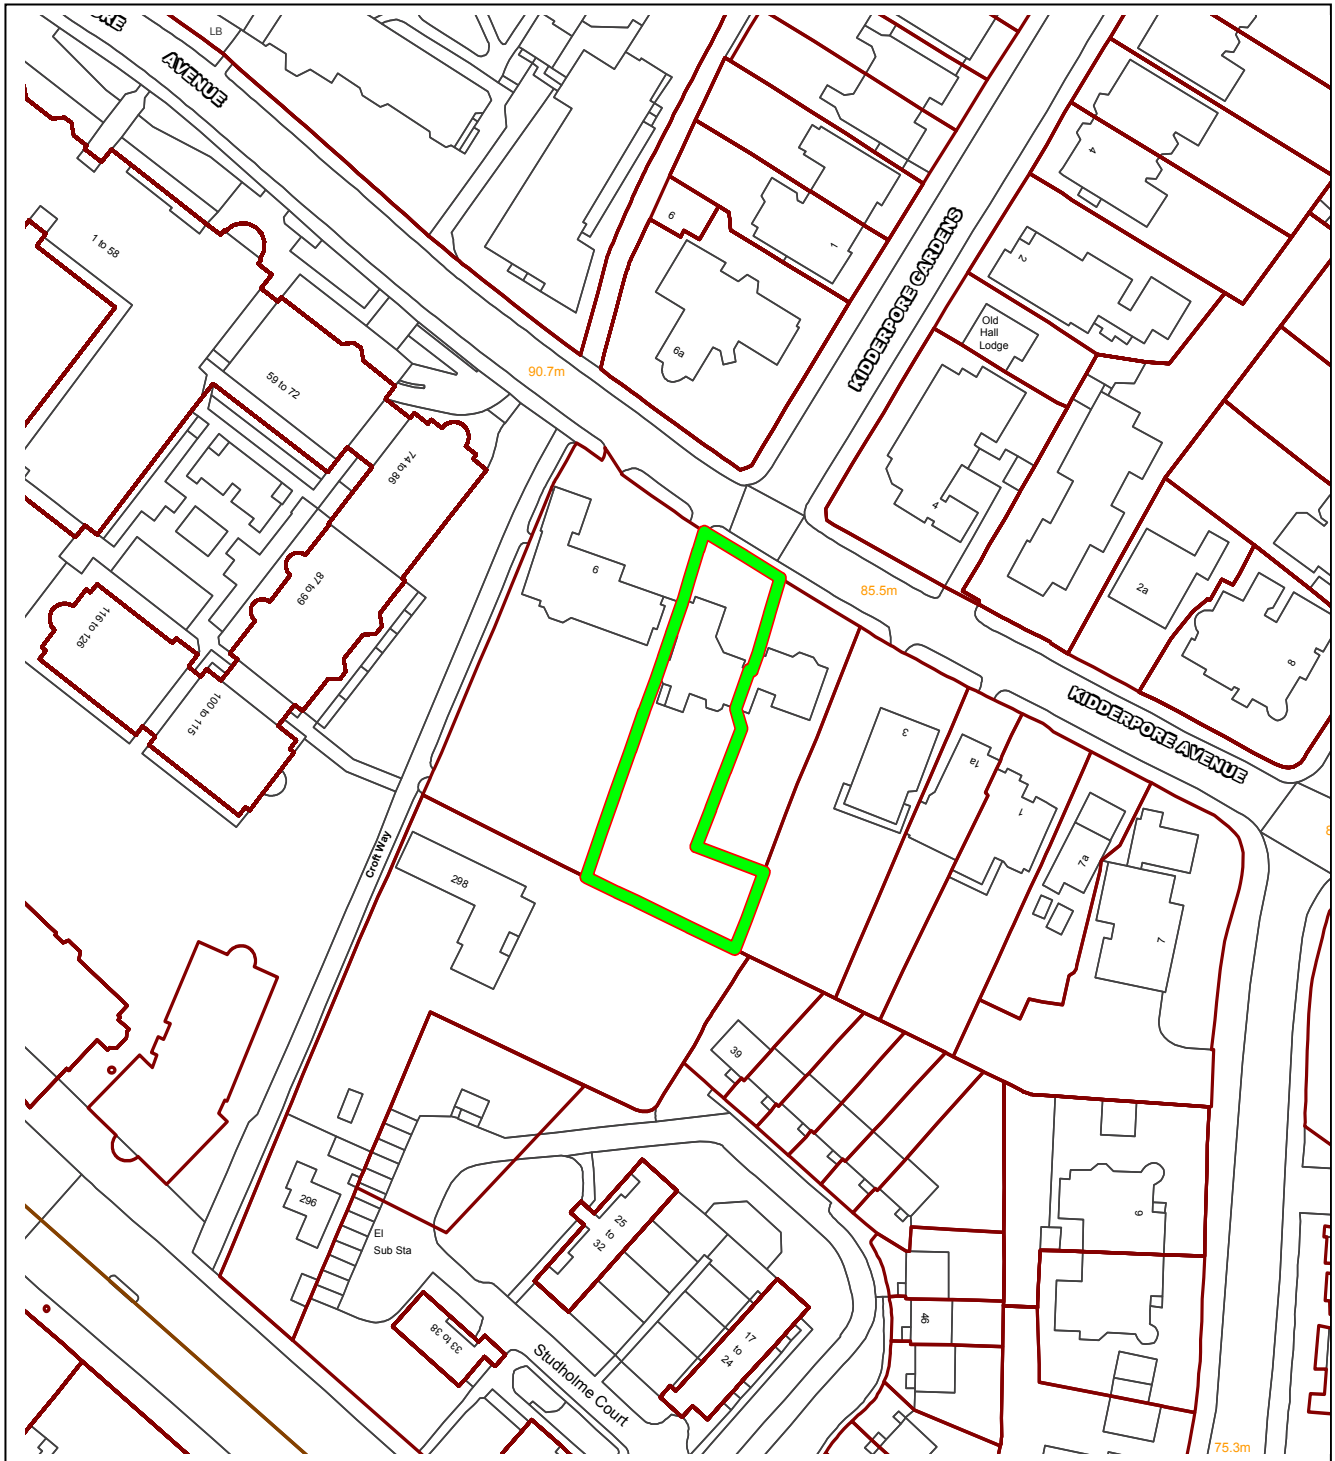 ORE
AVENUE
LB
1 to 58
59 to 72
74 to 86
87 to 99
116 to 126
100 to 115
90.7m
6
6a
1
KIDDERPORE GARDENS
4
2
Old
Hall
Lodge
4
2a
8
85.5m
KIDDERPORE AVENUE
6
3
1a
1
7a
7
8
Croft Way
298
39
296
El
Sub Sta
25
to
32
33 to 38
17
to
24
Studholme Court
46
9
75.3m